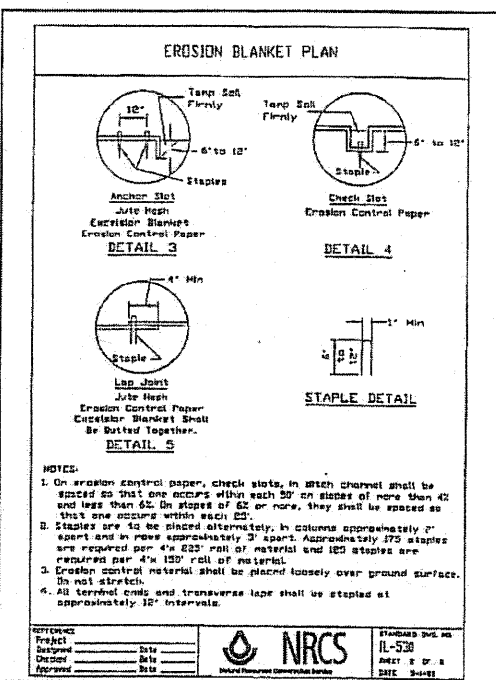 EROSION BLANKET PLAN
Tamp Soil
Firmly
12"
6" to 12"
Staples
Anchor Slot
Jute Mesh
Excelsior Blanket
Erosion Control Paper
DETAIL 3
Tamp Soil
Firmly
6" to 12"
Staple
Check Slot
Erosion Control Paper
DETAIL 4
4" Min
Staple
Lap Joint
Jute Mesh
Erosion Control Paper
Excelsior Blanket Shall
Be Butted Together.
DETAIL 5
1" Min
6"
to
12"
STAPLE DETAIL
NOTES:
1. On erosion control paper, check slots, in ditch channel shall be
spaced so that one occurs within each 50' on slopes of more than 4%
and less than 6%. On slopes of 6% or more, they shall be spaced so
that one occurs within each 25'.
2. Staples are to be placed alternately, in columns approximately 2'
apart and in rows approximately 3' apart. Approximately 175 staples
are required per 4'x 225' roll of material and 125 staples are
required per 4'x 150' roll of material.
3. Erosion control material shall be placed loosely over ground surface.
Do not stretch.
4. All terminal ends and transverse laps shall be stapled at
approximately 12" intervals.
REFERENCE
Project
Designed Date
Checked Date
Approved Date
NRCS
Natural Resources Conservation Service
STANDARD DWG. NO.
IL-530
SHEET 2 OF 2
DATE